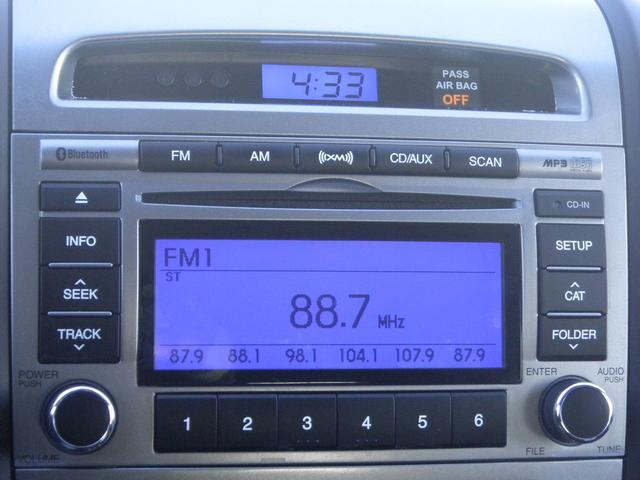 4:33
PASS
AIR BAG
OFF
Bluetooth
FM AM XM CD/AUX SCAN
MP3
CD-IN
INFO
SETUP
SEEK
CAT
TRACK
FOLDER
FM1
ST
88.7 MHz
87.9 88.1 98.1 104.1 107.9 87.9
POWER
PUSH
ENTER
AUDIO
PUSH
1 2 3 4 5 6
VOLUME
FILE
TUNE